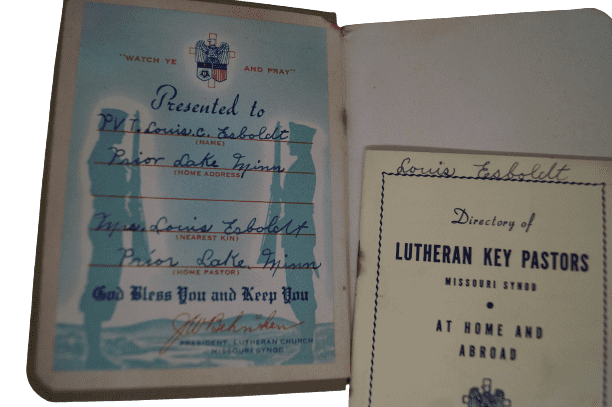 "WATCH YE AND PRAY"
Presented to
PVT. Louis. C. Esboldt
(NAME)
Prior Lake, Minn
(HOME ADDRESS)
Mrs. Louis Esboldt
(NEAREST KIN)
Prior Lake, Minn
(HOME PASTOR)
God Bless You and Keep You
J W Behnken
PRESIDENT, LUTHERAN CHURCH
MISSOURI SYNOD
Louis Esboldt
Directory of
LUTHERAN KEY PASTORS
MISSOURI SYNOD
AT HOME AND
ABROAD